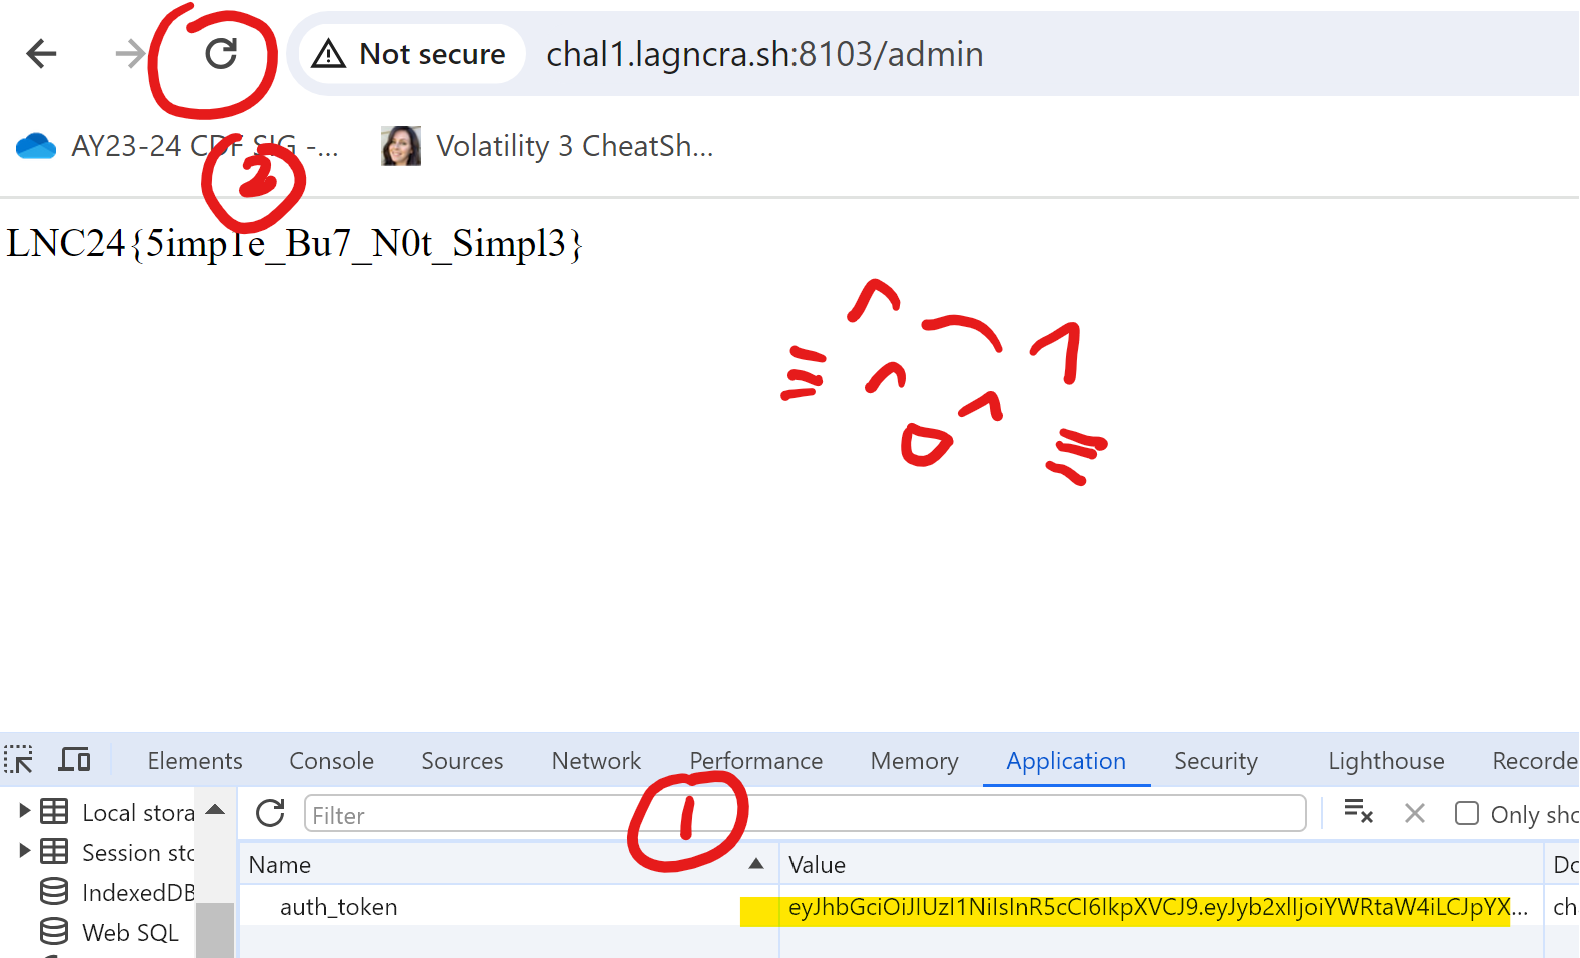 Not secure chal1.lagncra.sh:8103/admin
AY23-24 CDF SIG -... Volatility 3 CheatSh...
2
LNC24{5imp1e_Bu7_N0t_Simpl3}
Elements Console Sources Network Performance Memory Application Security Lighthouse Recorde
1
Local stora Filter Only sho
Session sto Name Value Do
IndexedDB auth_token eyJhbGciOiJIUzI1NiIsInR5cCI6IkpXVCJ9.eyJyb2xlIjoiYWRtaW4iLCJpYX... ch
Web SQL